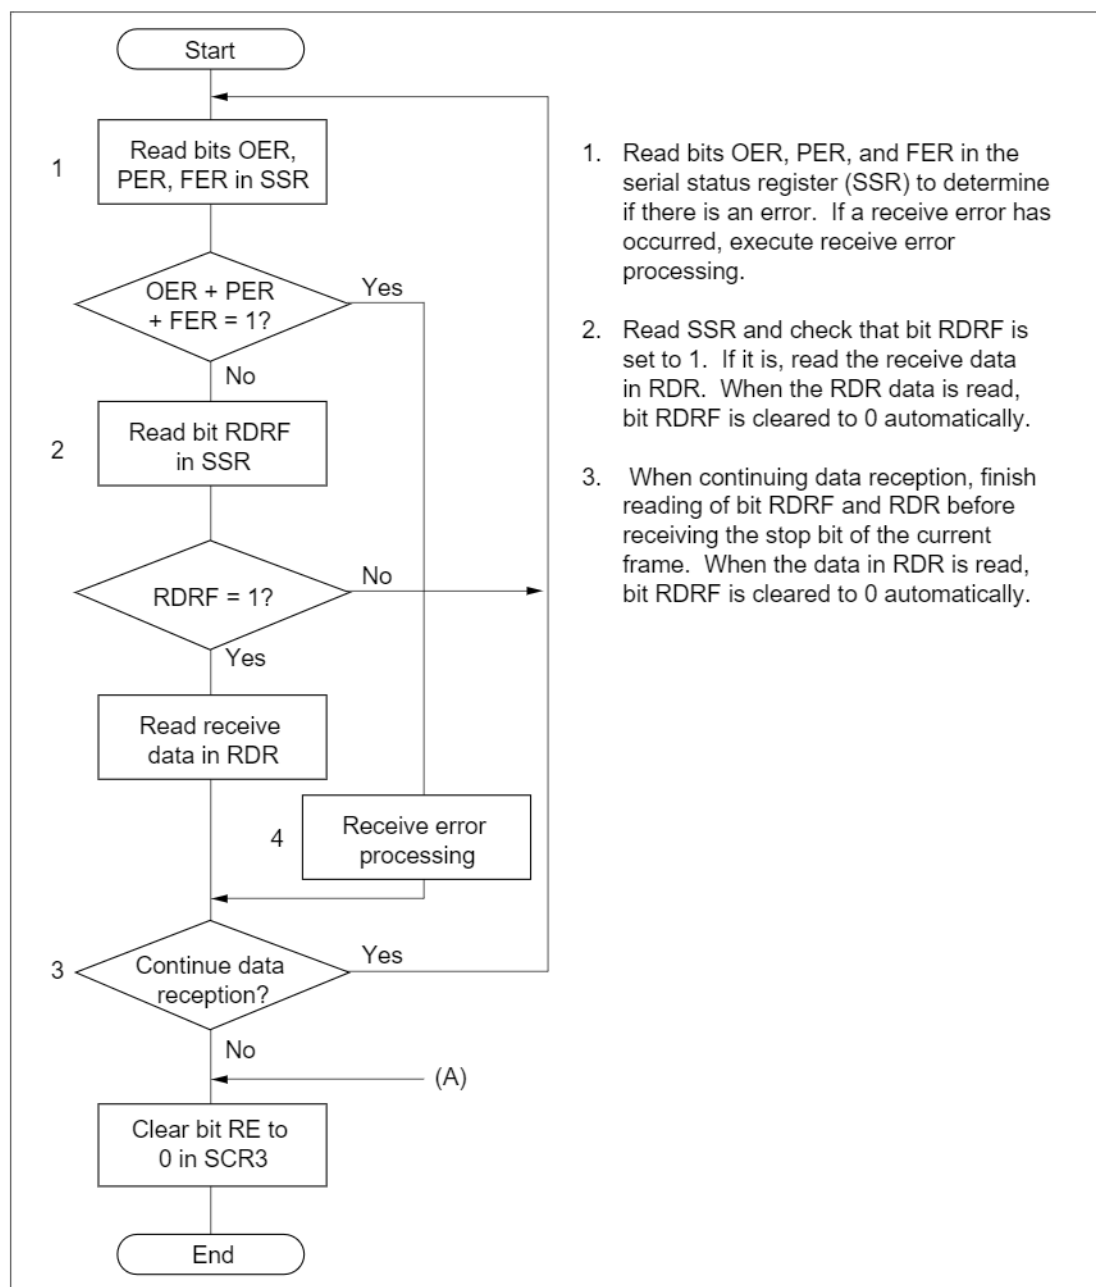 Start
1
Read bits OER,
PER, FER in SSR
OER + PER
+ FER = 1?
Yes
No
2
Read bit RDRF
in SSR
RDRF = 1?
No
Yes
Read receive
data in RDR
4
Receive error
processing
3
Continue data
reception?
Yes
No
(A)
Clear bit RE to
0 in SCR3
End
1. Read bits OER, PER, and FER in the
serial status register (SSR) to determine
if there is an error. If a receive error has
occurred, execute receive error
processing.
2. Read SSR and check that bit RDRF is
set to 1. If it is, read the receive data
in RDR. When the RDR data is read,
bit RDRF is cleared to 0 automatically.
3. When continuing data reception, finish
reading of bit RDRF and RDR before
receiving the stop bit of the current
frame. When the data in RDR is read,
bit RDRF is cleared to 0 automatically.